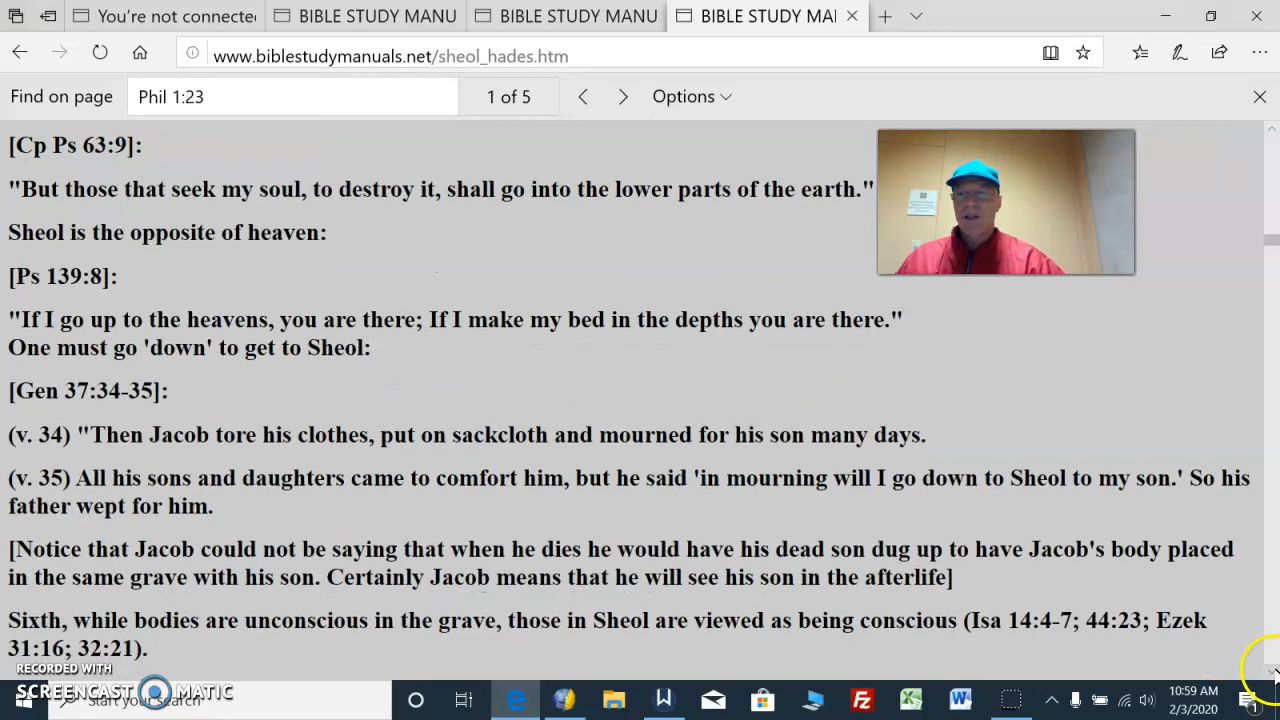 You're not connected
BIBLE STUDY MANU
BIBLE STUDY MANU
BIBLE STUDY MAI
www.biblestudymanuals.net/sheol_hades.htm
Find on page
Phil 1:23
1 of 5
Options
[Cp Ps 63:9]:
"But those that seek my soul, to destroy it, shall go into the lower parts of the earth."
Sheol is the opposite of heaven:
[Ps 139:8]:
"If I go up to the heavens, you are there; If I make my bed in the depths you are there."
One must go 'down' to get to Sheol:
[Gen 37:34-35]:
(v. 34) "Then Jacob tore his clothes, put on sackcloth and mourned for his son many days.
(v. 35) All his sons and daughters came to comfort him, but he said 'in mourning will I go down to Sheol to my son.' So his
father wept for him.
[Notice that Jacob could not be saying that when he dies he would have his dead son dug up to have Jacob's body placed
in the same grave with his son. Certainly Jacob means that he will see his son in the afterlife]
Sixth, while bodies are unconscious in the grave, those in Sheol are viewed as being conscious (Isa 14:4-7; 44:23; Ezek
31:16; 32:21).
RECORDED WITH
SCREENCAST MATIC
Start your search
10:59 AM
2/3/2020
1